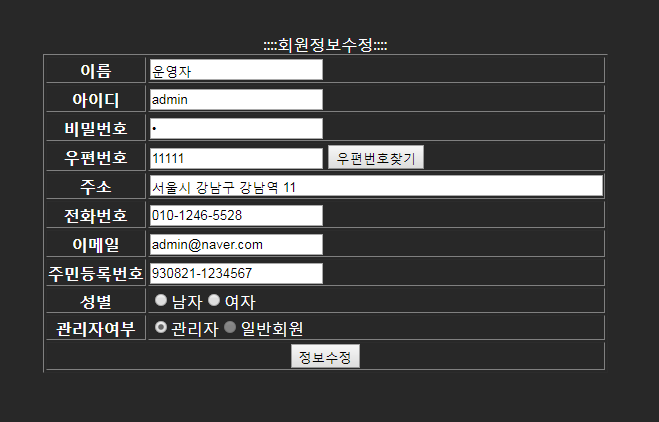 ::::회원정보수정::::
이름 운영자
아이디 admin
비밀번호 •
우편번호 11111 우편번호찾기
주소 서울시 강남구 강남역 11
전화번호 010-1246-5528
이메일 admin@naver.com
주민등록번호 930821-1234567
성별 남자 여자
관리자여부 관리자 일반회원
정보수정